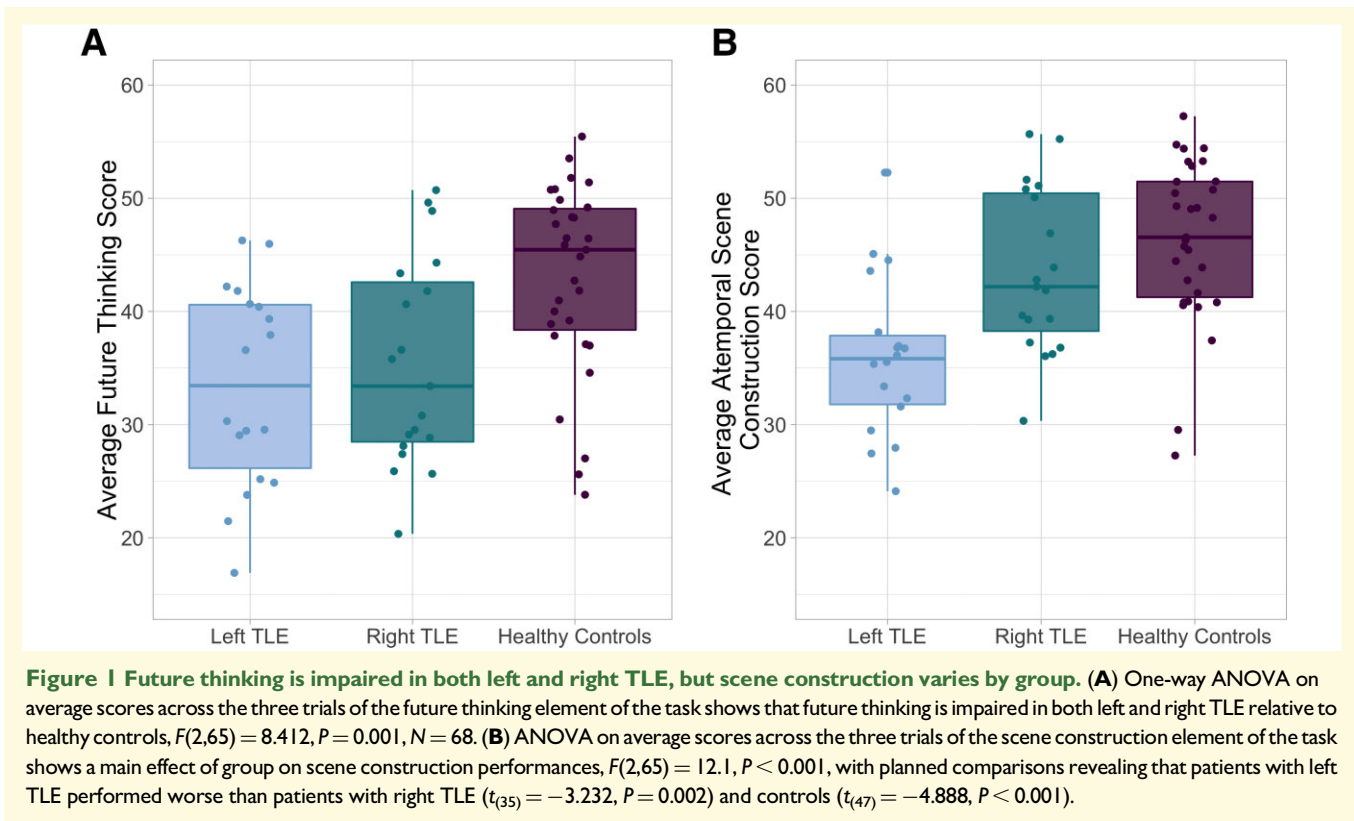 A
B
60
50
40
30
20
Average Future Thinking Score
Left TLE
Right TLE
Healthy Controls
60
50
40
30
20
Average Atemporal Scene
Construction Score
Left TLE
Right TLE
Healthy Controls
Figure 1 Future thinking is impaired in both left and right TLE, but scene construction varies by group. (A) One-way ANOVA on
average scores across the three trials of the future thinking element of the task shows that future thinking is impaired in both left and right TLE relative to
healthy controls, F(2,65) = 8.412, P = 0.001, N = 68. (B) ANOVA on average scores across the three trials of the scene construction element of the task
shows a main effect of group on scene construction performances, F(2,65) = 12.1, P < 0.001, with planned comparisons revealing that patients with left
TLE performed worse than patients with right TLE (t(35) = −3.232, P = 0.002) and controls (t(47) = −4.888, P < 0.001).